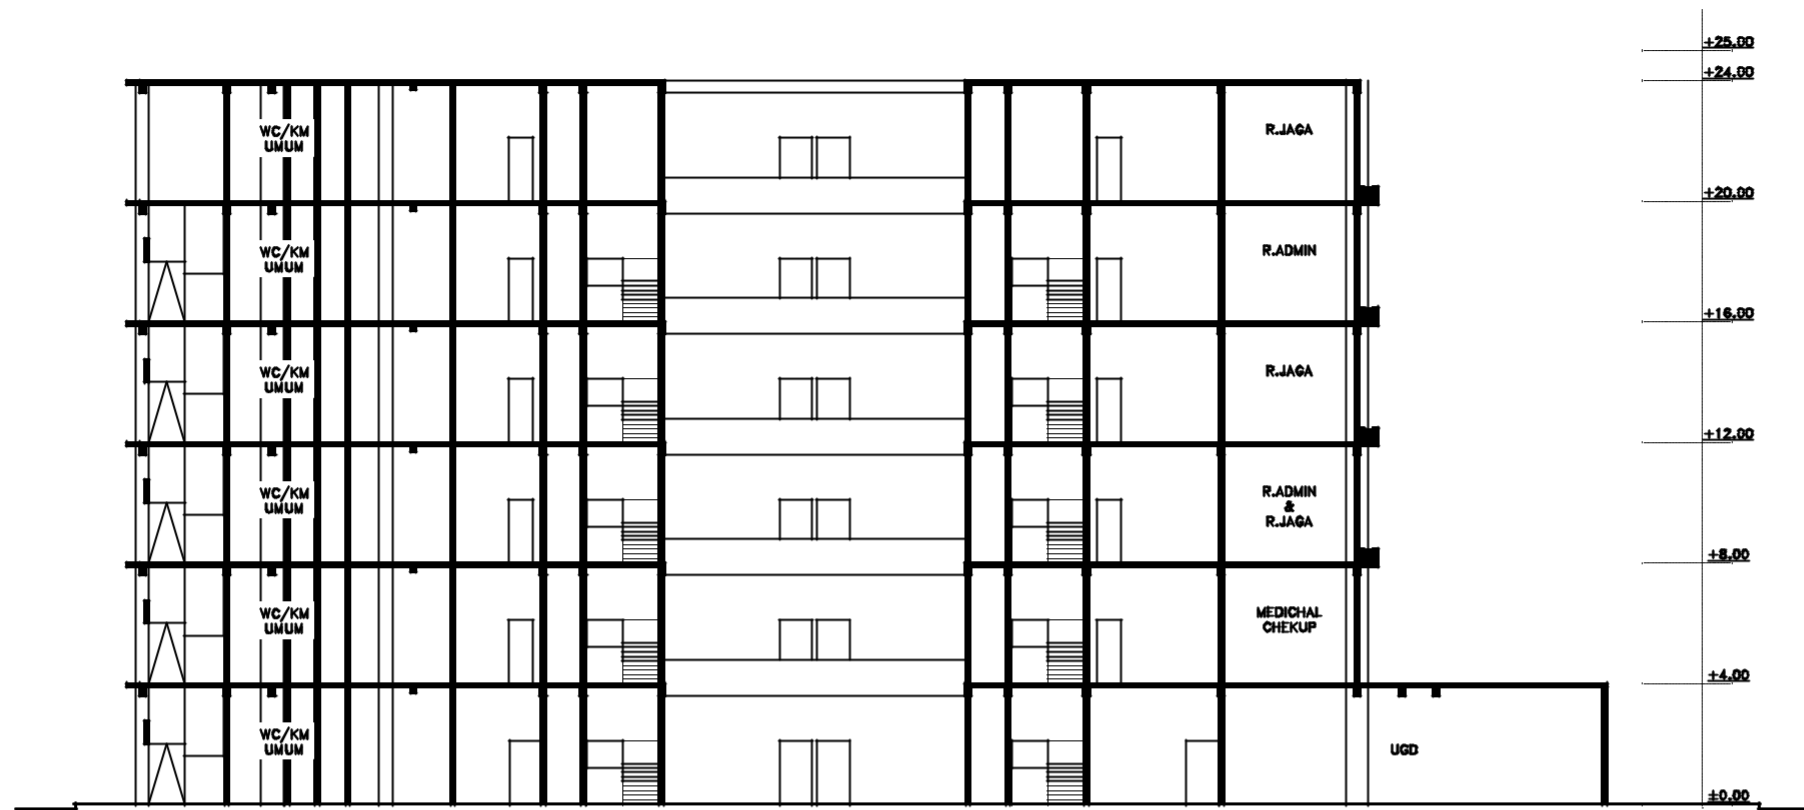 +25.00
+24.00
WC/KM
UMUM
R.JAGA
+20.00
WC/KM
UMUM
R.ADMIN
+16.00
WC/KM
UMUM
R.JAGA
+12.00
WC/KM
UMUM
R.ADMIN
&
R.JAGA
+8.00
WC/KM
UMUM
MEDICHAL
CHEKUP
+4.00
WC/KM
UMUM
UGD
±0.00